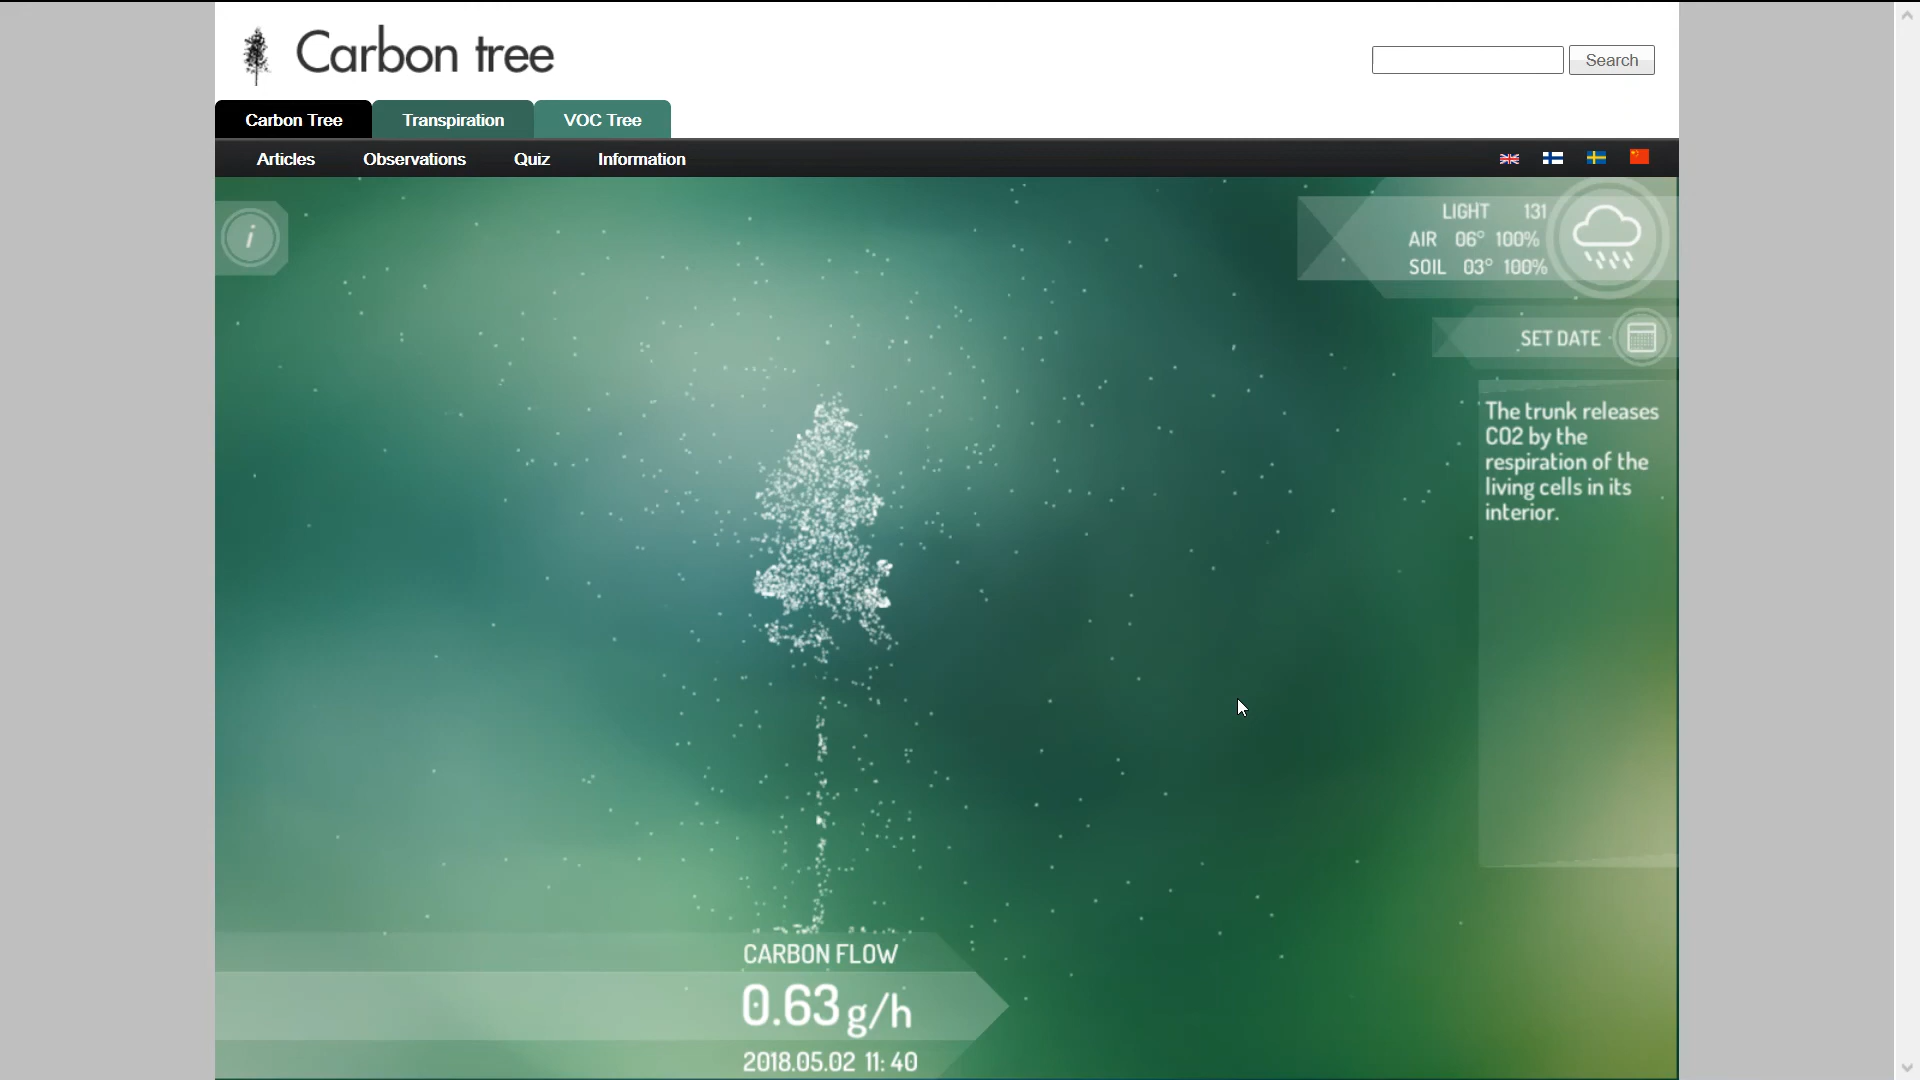 Carbon tree
Search
Carbon Tree Transpiration VOC Tree
Articles Observations Quiz Information
i
LIGHT 131
AIR 06° 100%
SOIL 03° 100%
SET DATE
The trunk releases
CO2 by the
respiration of the
living cells in its
interior.
CARBON FLOW
0.63 g/h
2018.05.02 11:40